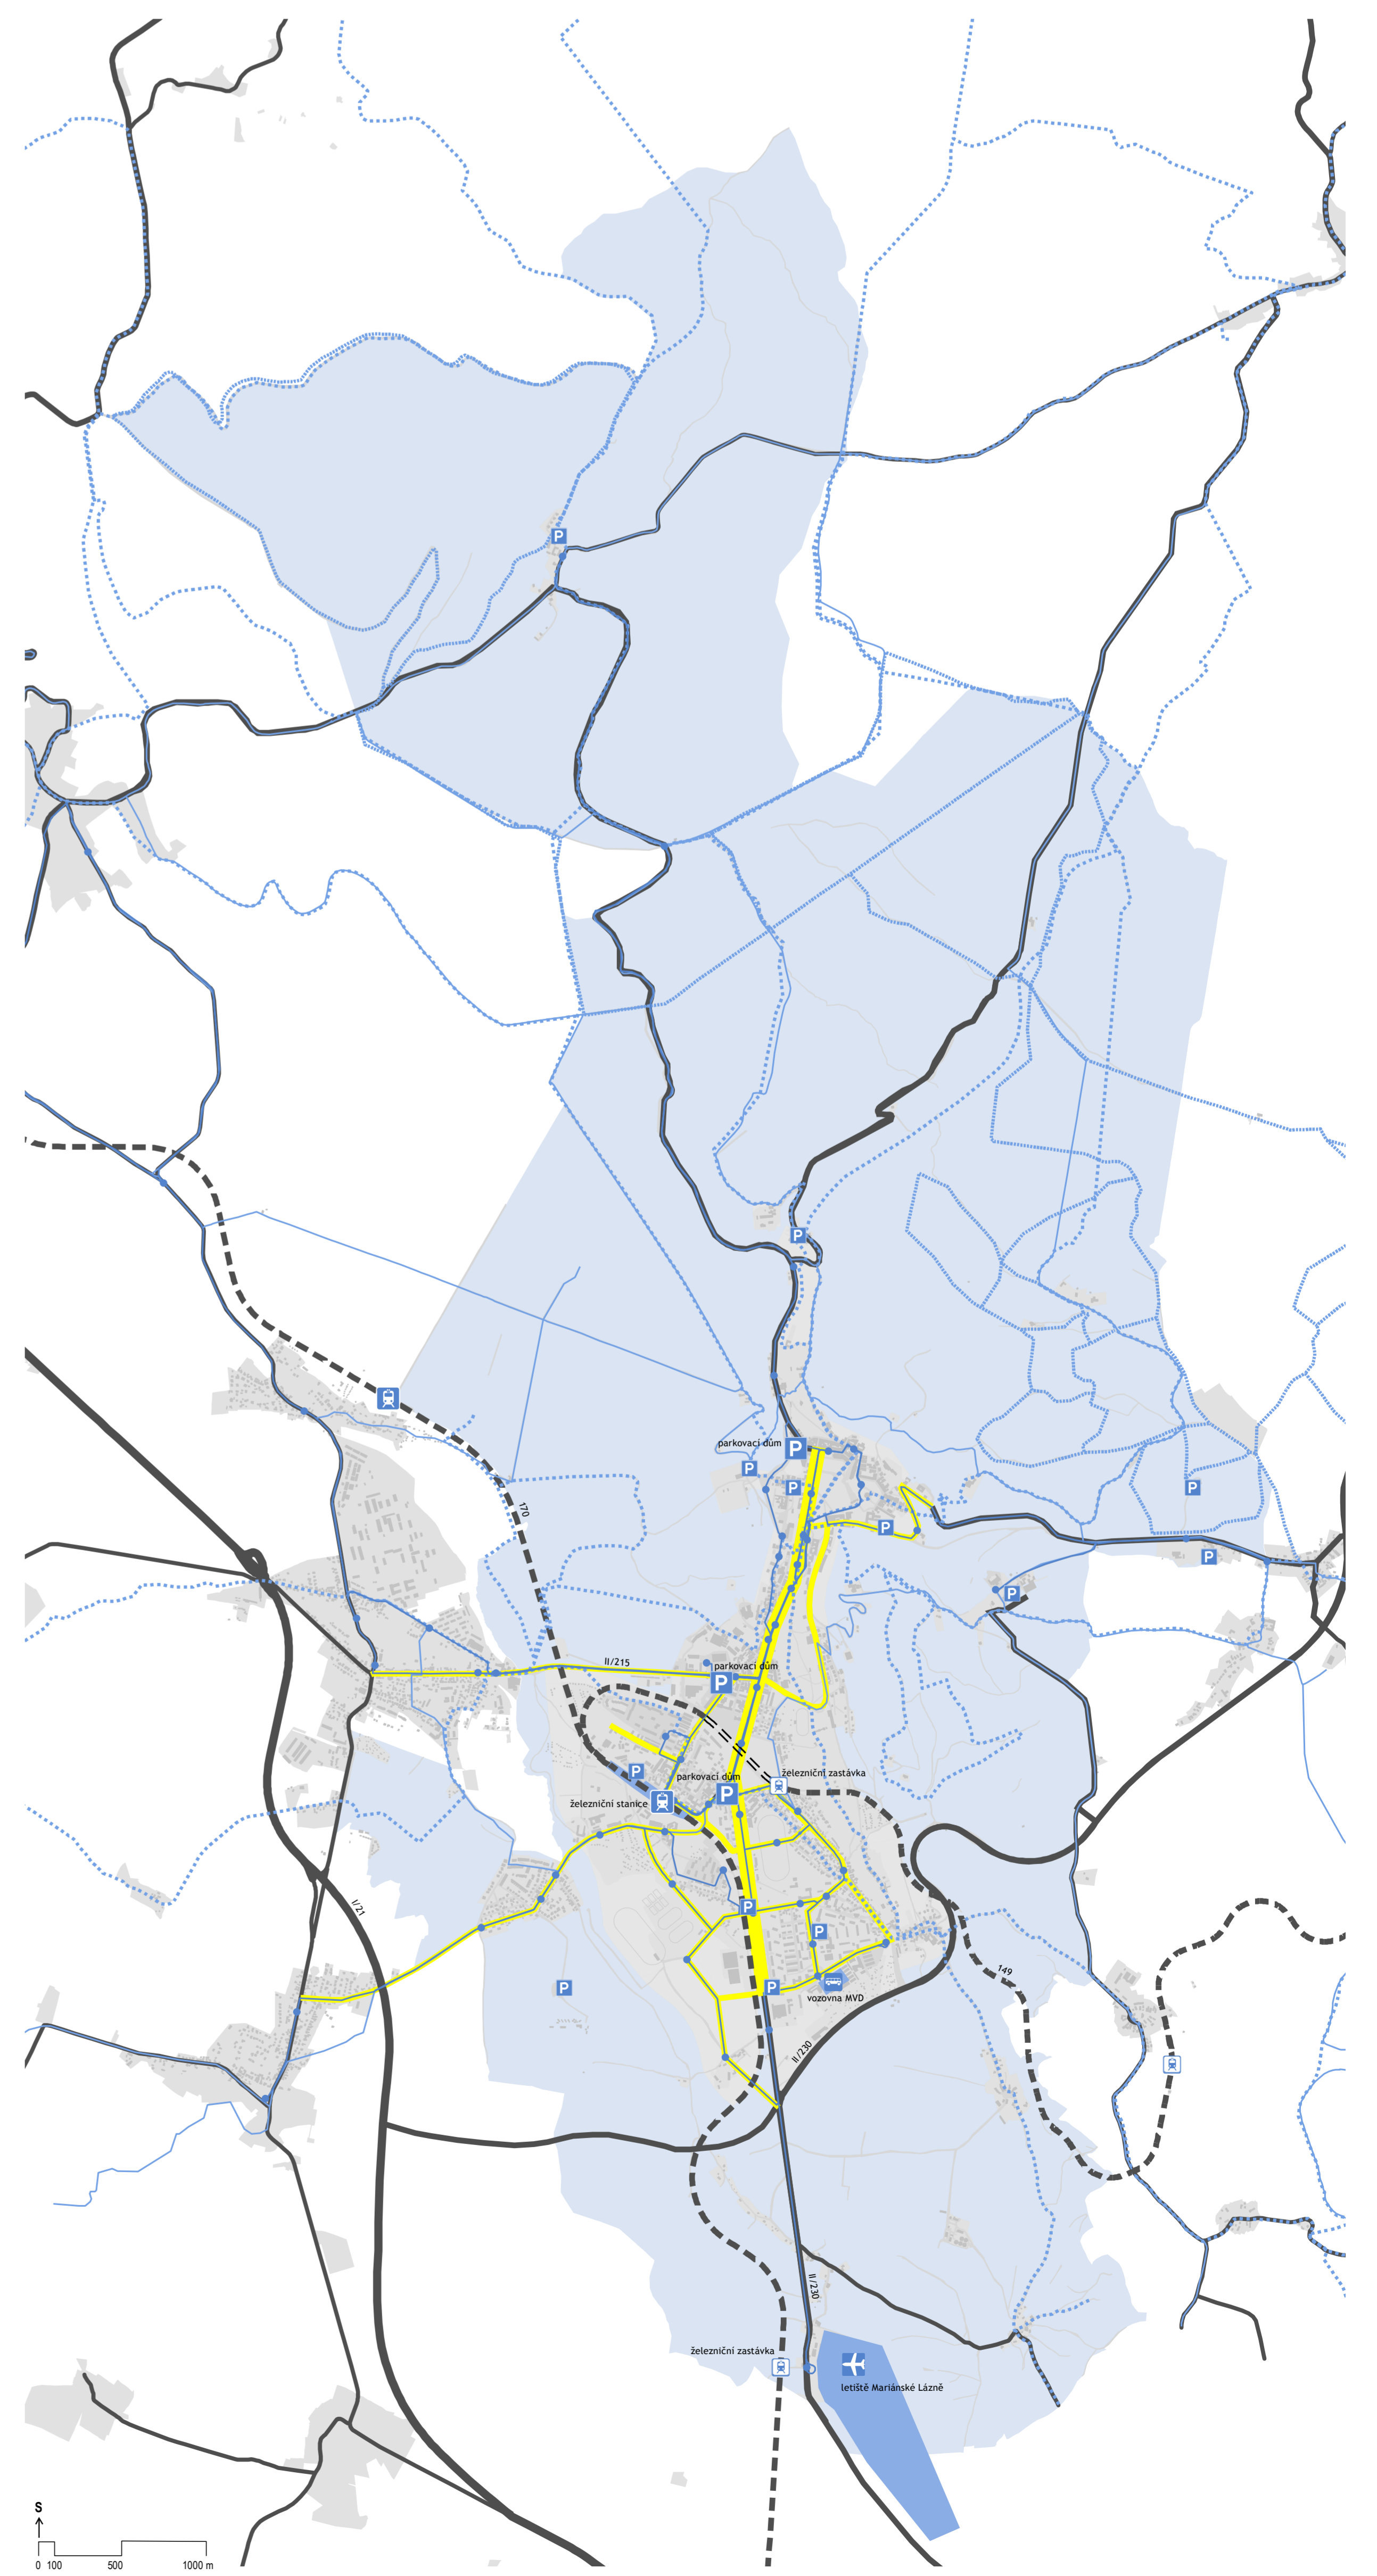 P
P
parkovací dům P
P
P
P
P
170
P
P
II/215
parkovací dům
P
železniční zastávka
P
parkovací dům
P
železniční stanice
I/21
P
P
149
P
P
vozovna MVD
II/230
II/230
železniční zastávka
letiště Mariánské Lázně
S
0 100 500 1000 m